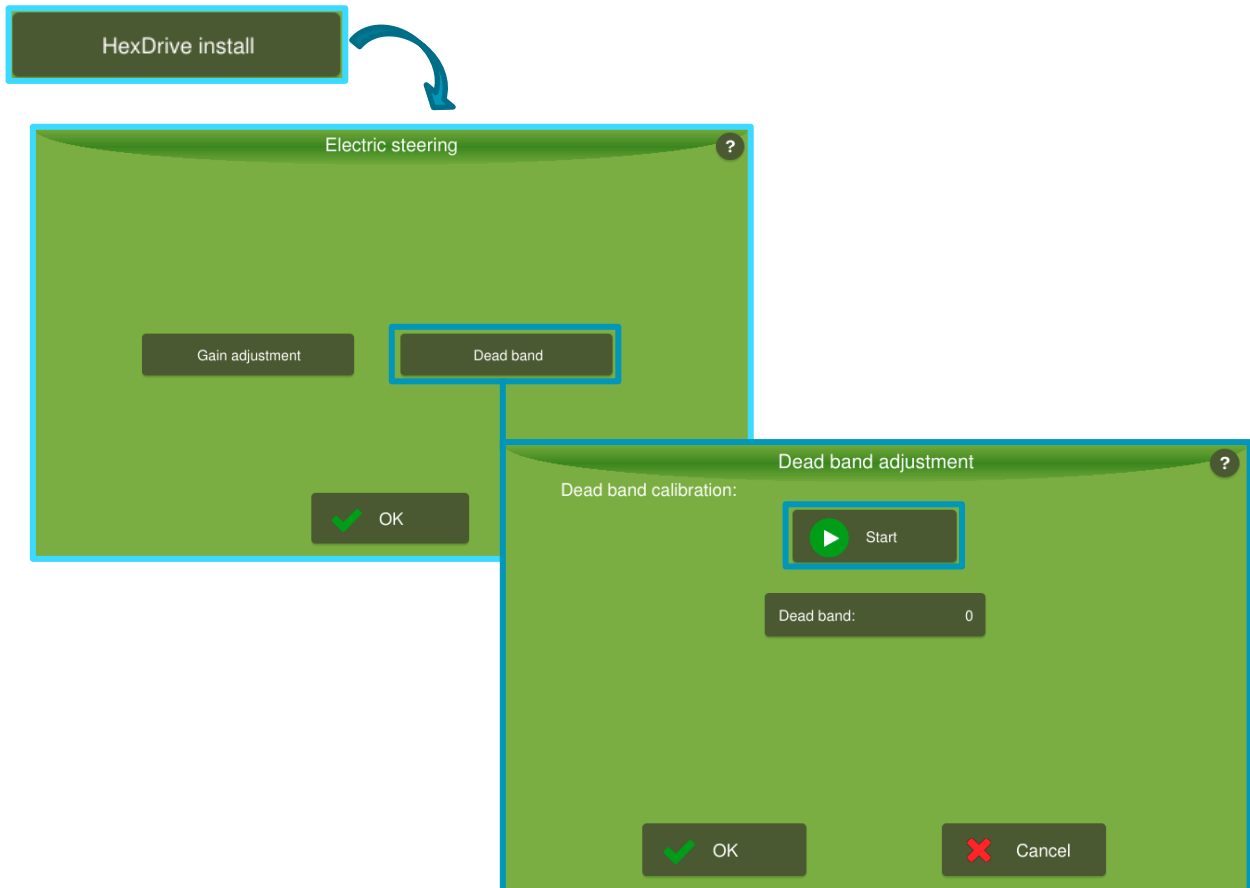 HexDrive install
Electric steering
?
Gain adjustment
Dead band
OK
Dead band adjustment
?
Dead band calibration:
Start
Dead band: 0
OK
Cancel